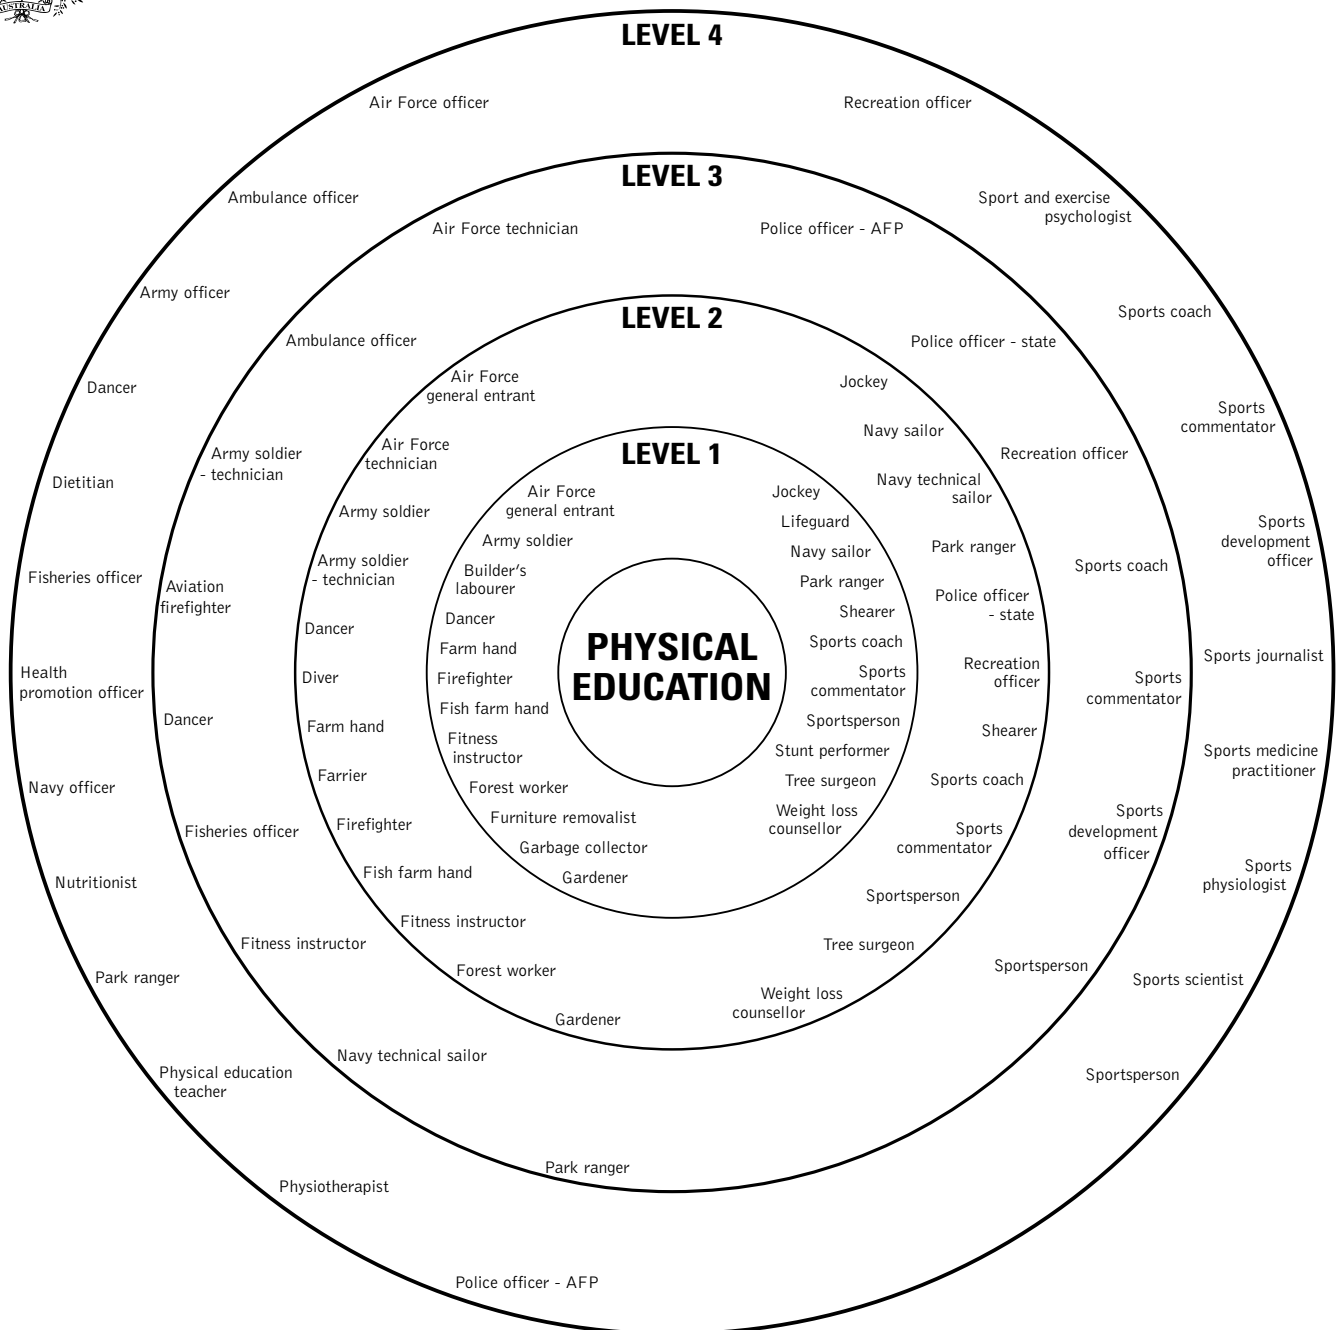 AUSTRALIA
LEVEL 4
Air Force officer
Ambulance officer
Army officer
Dancer
Dietitian
Fisheries officer
Health
promotion officer
Navy officer
Nutritionist
Park ranger
Physical education
teacher
Physiotherapist
Police officer - AFP
Recreation officer
Sport and exercise
psychologist
Sports coach
Sports
commentator
Sports
development
officer
Sports journalist
Sports medicine
practitioner
Sports
physiologist
Sports scientist
Sportsperson
LEVEL 3
Air Force technician
Ambulance officer
Army soldier
- technician
Aviation
firefighter
Dancer
Fisheries officer
Fitness instructor
Navy technical sailor
Park ranger
Police officer - AFP
Police officer - state
Recreation officer
Sports coach
Sports
commentator
Sports
development
officer
Sportsperson
LEVEL 2
Air Force
general entrant
Air Force
technician
Army soldier
Army soldier
- technician
Dancer
Diver
Farm hand
Farrier
Firefighter
Fish farm hand
Fitness instructor
Forest worker
Gardener
Jockey
Navy sailor
Navy technical
sailor
Park ranger
Police officer
- state
Recreation
officer
Shearer
Sports coach
Sports
commentator
Sportsperson
Tree surgeon
Weight loss
counsellor
LEVEL 1
Air Force
general entrant
Army soldier
Builder's
labourer
Dancer
Farm hand
Firefighter
Fish farm hand
Fitness
instructor
Forest worker
Furniture removalist
Garbage collector
Gardener
Jockey
Lifeguard
Navy sailor
Park ranger
Shearer
Sports coach
Sports
commentator
Sportsperson
Stunt performer
Tree surgeon
Weight loss
counsellor
PHYSICAL
EDUCATION